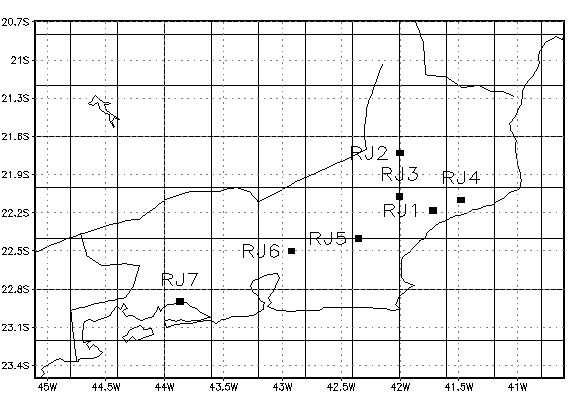 20.7S
21S
21.3S
21.6S
RJ2
21.9S
RJ3
RJ4
22.2S
RJ1
22.5S
RJ5
RJ6
22.8S
RJ7
23.1S
23.4S
45W 44.5W 44W 43.5W 43W 42.5W 42W 41.5W 41W